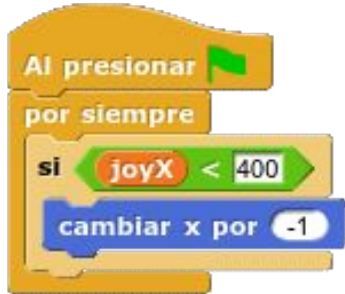 Al presionar
por siempre
si joyX < 400
cambiar x por -1